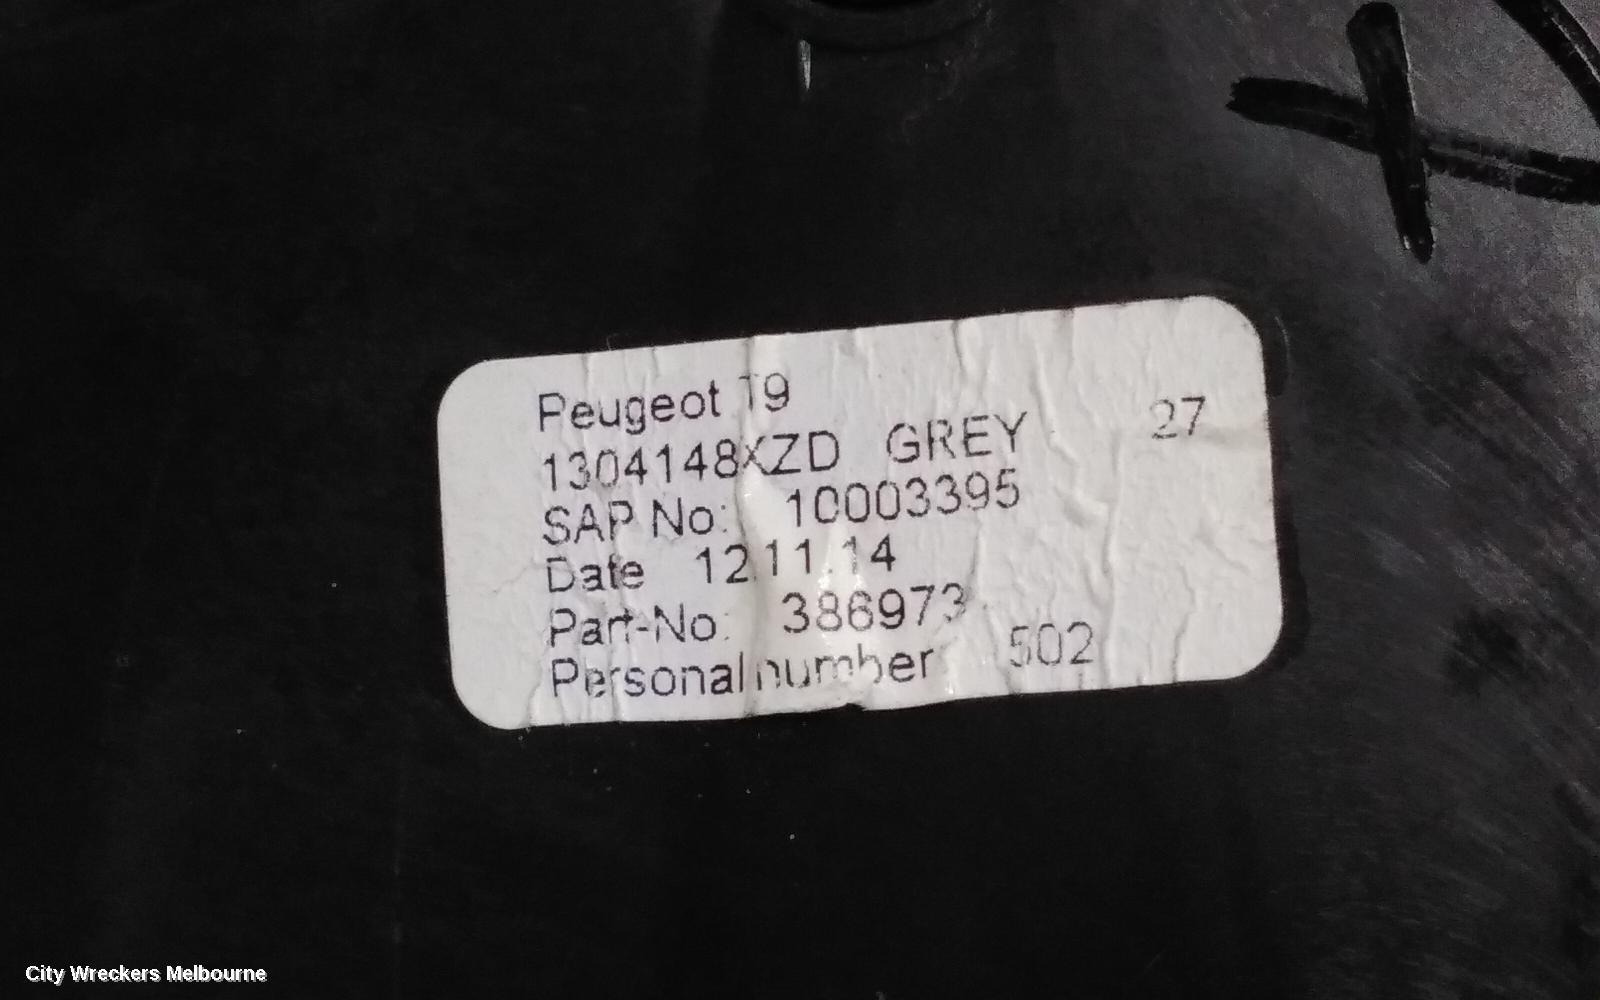 Peugeot T9
1304148XZD GREY 27
SAP No: 10003395
Date 12.11.14
Part-No: 386973
Personal number 502
City Wreckers Melbourne